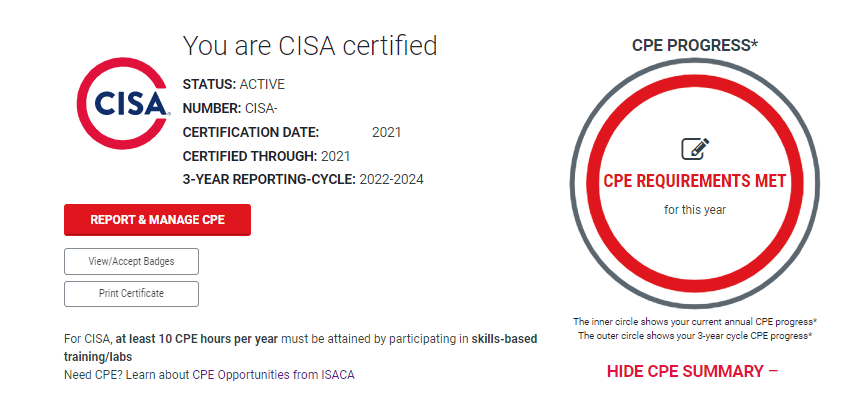 You are CISA certified
CISA®
STATUS: ACTIVE
NUMBER: CISA-
CERTIFICATION DATE: 2021
CERTIFIED THROUGH: 2021
3-YEAR REPORTING-CYCLE: 2022-2024
REPORT & MANAGE CPE
View/Accept Badges
Print Certificate
For CISA, at least 10 CPE hours per year must be attained by participating in skills-based
training/labs
Need CPE? Learn about CPE Opportunities from ISACA
CPE PROGRESS*
CPE REQUIREMENTS MET
for this year
The inner circle shows your current annual CPE progress*
The outer circle shows your 3-year cycle CPE progress*
HIDE CPE SUMMARY –